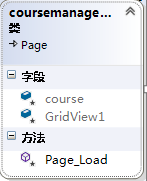 coursemanage...
类
Page
字段
course
GridView1
方法
Page_Load